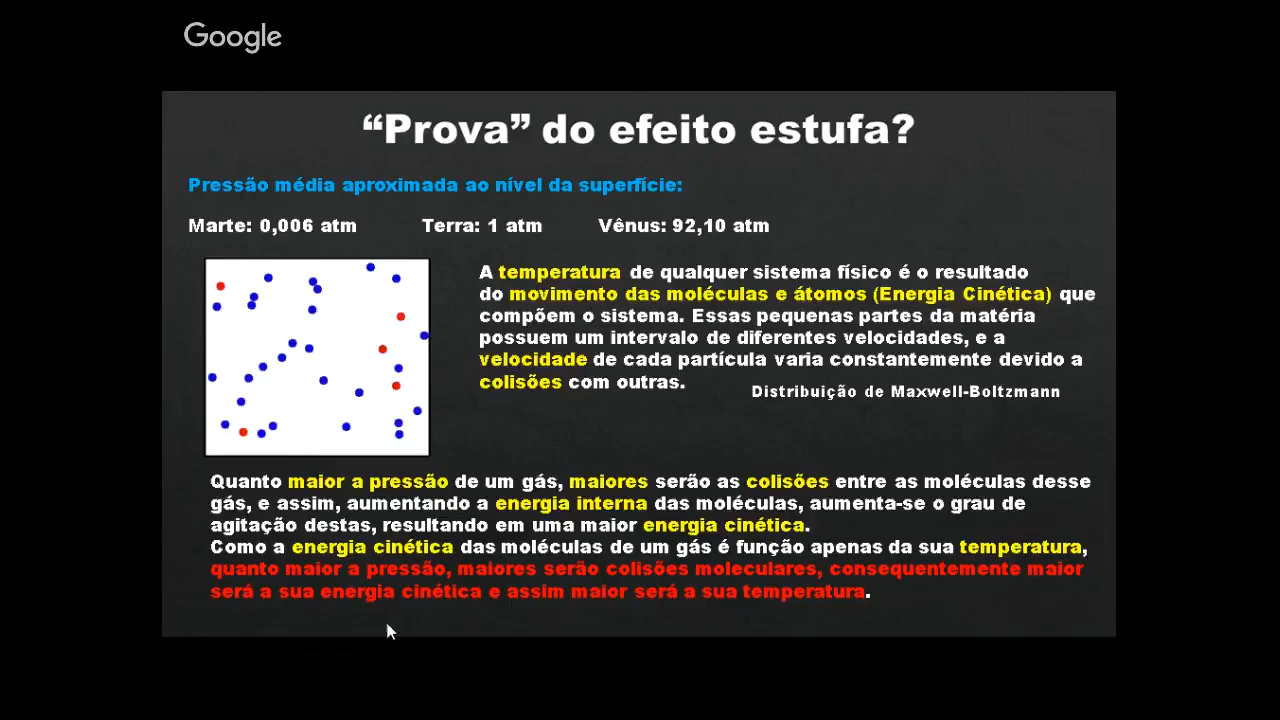 Google
“Prova” do efeito estufa?
Pressão média aproximada ao nível da superfície:
Marte: 0,006 atm Terra: 1 atm Vênus: 92,10 atm
A temperatura de qualquer sistema físico é o resultado
do movimento das moléculas e átomos (Energia Cinética) que
compõem o sistema. Essas pequenas partes da matéria
possuem um intervalo de diferentes velocidades, e a
velocidade de cada partícula varia constantemente devido a
colisões com outras.
Distribuição de Maxwell-Boltzmann
Quanto maior a pressão de um gás, maiores serão as colisões entre as moléculas desse
gás, e assim, aumentando a energia interna das moléculas, aumenta-se o grau de
agitação destas, resultando em uma maior energia cinética.
Como a energia cinética das moléculas de um gás é função apenas da sua temperatura,
quanto maior a pressão, maiores serão colisões moleculares, consequentemente maior
será a sua energia cinética e assim maior será a sua temperatura.